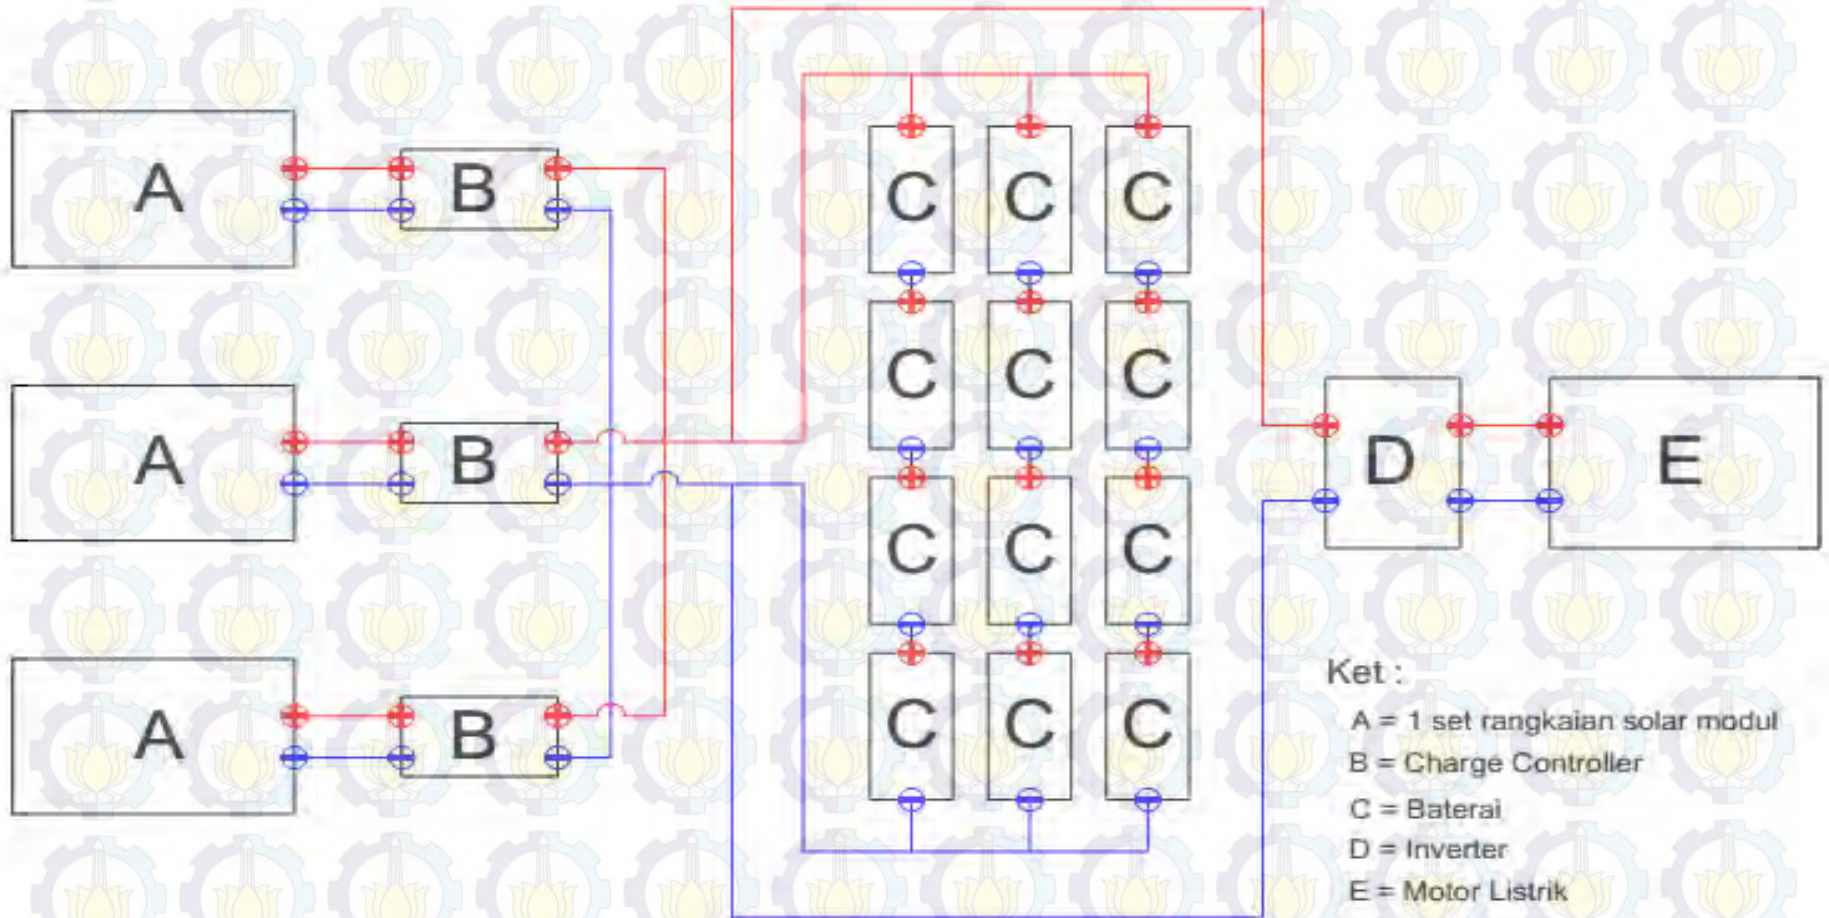 A B
C C C
C C C
A B
D E
C C C
A B
C C C
Ket :
A = 1 set rangkaian solar modul
B = Charge Controller
C = Baterai
D = Inverter
E = Motor Listrik